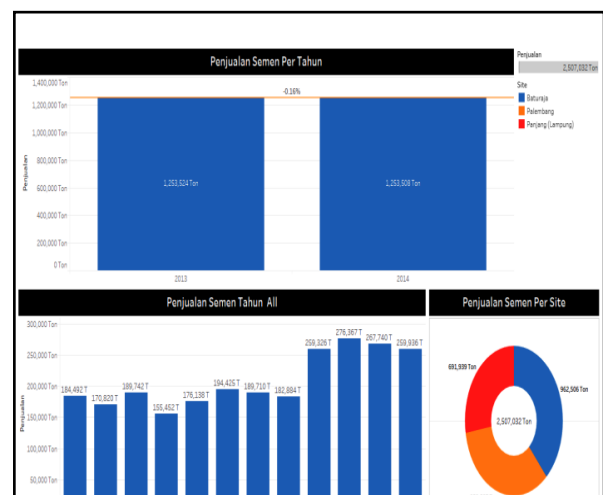 Penjualan Semen Per Tahun
Penjualan
2,507,032 Ton
Site
Baturaja
Palembang
Panjang (Lampung)
Penjualan
1,400,000 Ton
1,200,000 Ton
1,000,000 Ton
800,000 Ton
600,000 Ton
400,000 Ton
200,000 Ton
0 Ton
-0.16%
1,253,524 Ton
1,253,508 Ton
2013
2014
Penjualan Semen Tahun All
Penjualan
300,000 Ton
250,000 Ton
200,000 Ton
150,000 Ton
100,000 Ton
50,000 Ton
184,492 T
170,820 T
189,742 T
155,452 T
176,138 T
194,425 T
189,710 T
182,884 T
259,326 T
276,367 T
267,740 T
259,936 T
Penjualan Semen Per Site
691,939 Ton
962,506 Ton
2,507,032 Ton